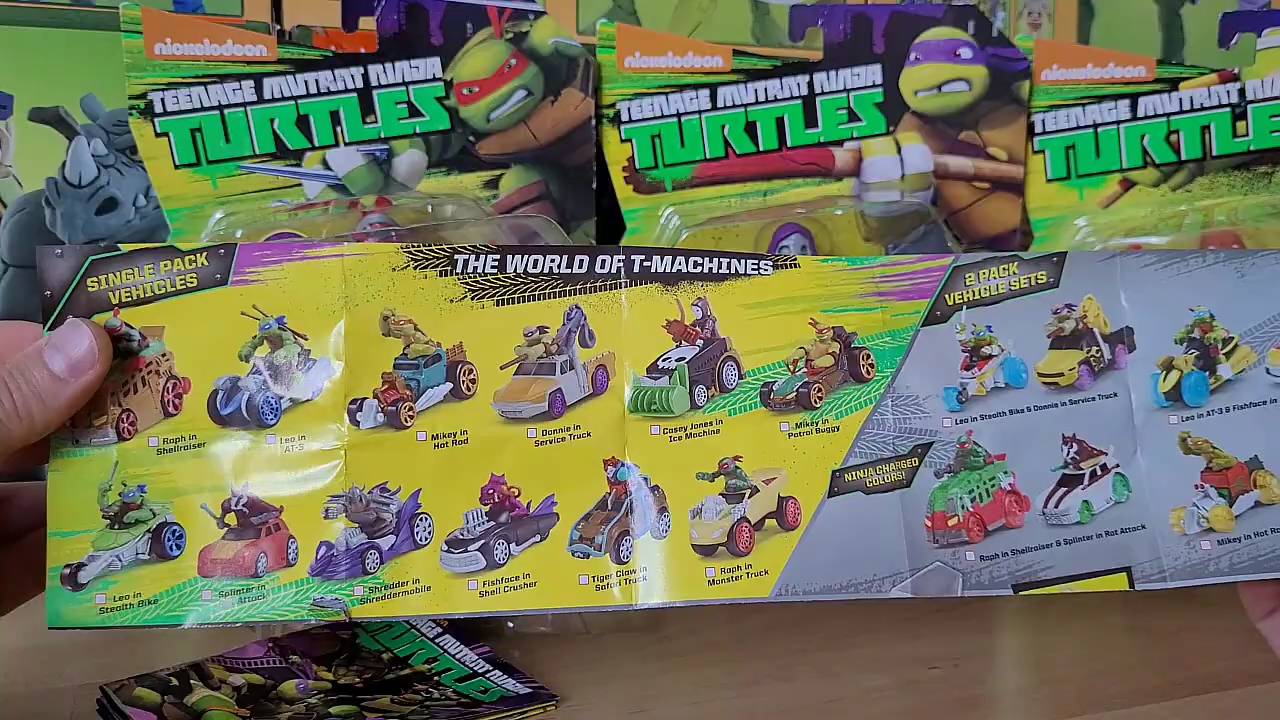 nickelodeon
TEENAGE MUTANT NINJA
TURTLES
nickelodeon
TEENAGE MUTANT NINJA
TURTLES
nickelodeon
TEENAGE MUTANT
TURTLES
SINGLE PACK
VEHICLES
THE WORLD OF T-MACHINES
2 PACK
VEHICLE SETS
Raph in
Shellraiser
Leo in
Mikey in
Hot Rod
Donnie in
Service Truck
Casey Jones in
Ice Machine
Mikey in
Patrol Buggy
Leo in Stealth Bike & Donnie in Service Truck
Leo in AT-3 & Fishface in
NINJA CHARGED
COLORS!
Leo in
Stealth Bike
Splinter in
Attack
Shredder in
Shreddermobile
Fishface in
Shell Crusher
Tiger Claw in
Safari Truck
Raph in
Monster Truck
Raph in Shellraiser & Splinter in Rat Attack
Mikey in Hot
TEENAGE MUTANT NINJA
TURTLES